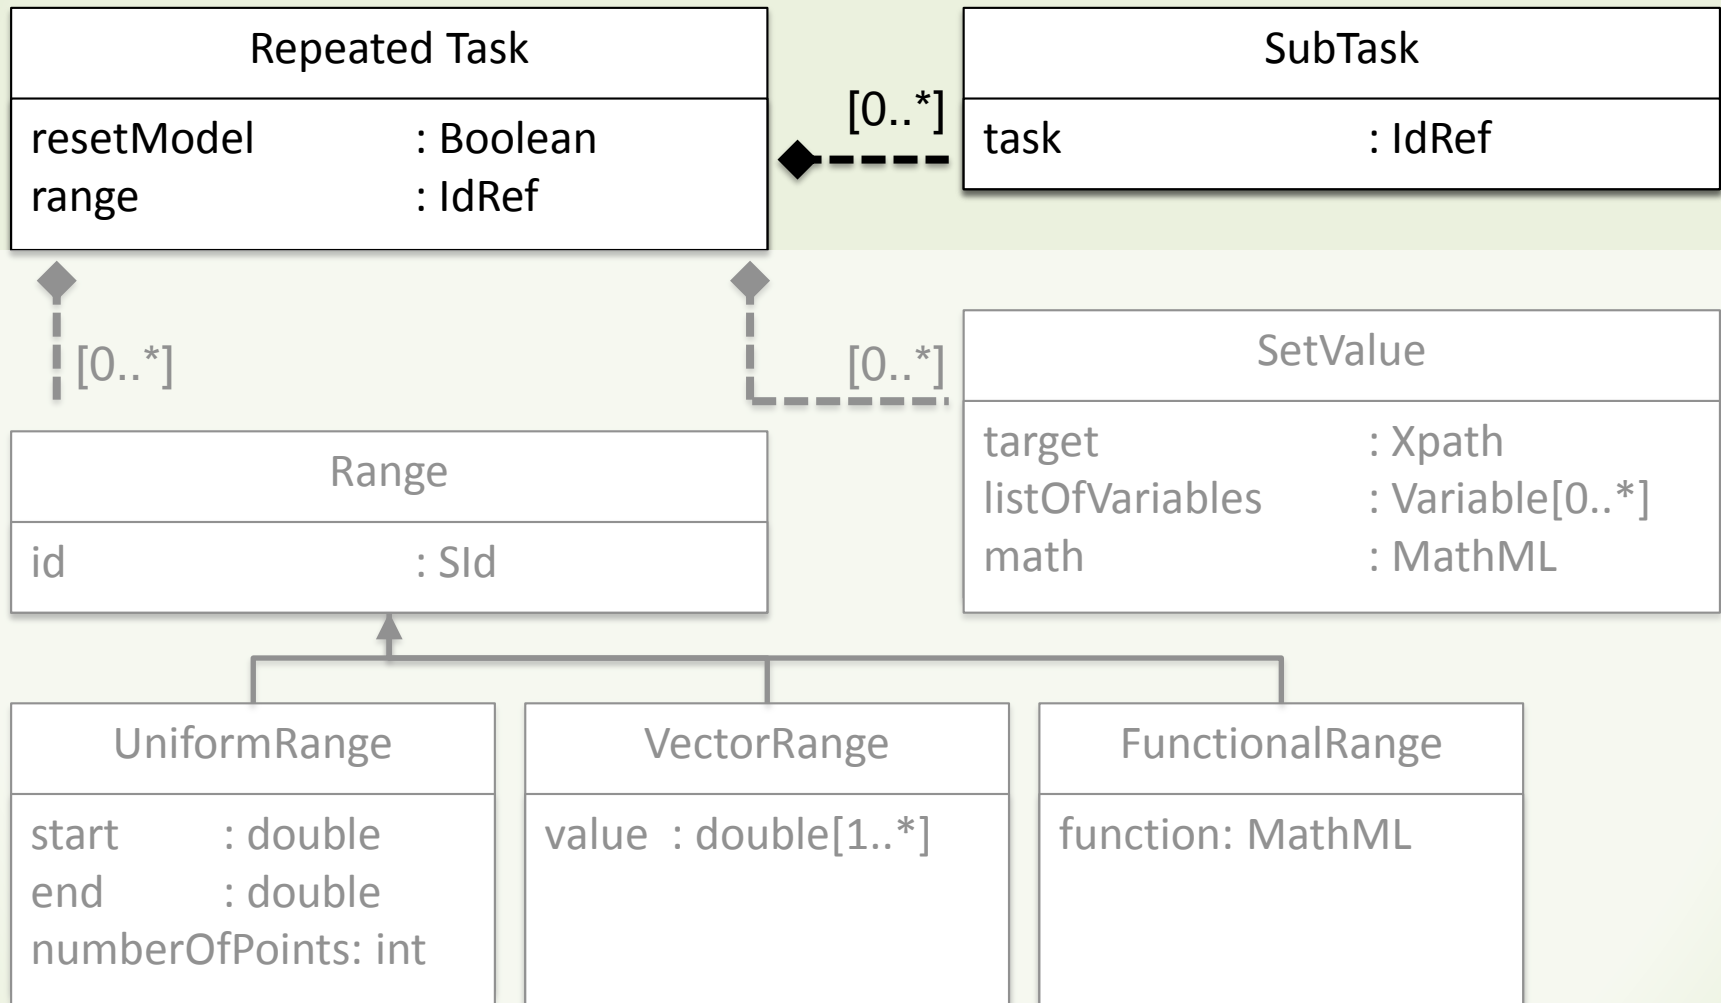 Repeated Task
resetModel : Boolean
range : IdRef
[0..*]
SubTask
task : IdRef
[0..*]
[0..*]
SetValue
target : Xpath
listOfVariables : Variable[0..*]
math : MathML
Range
id : SId
UniformRange
start : double
end : double
numberOfPoints: int
VectorRange
value : double[1..*]
FunctionalRange
function: MathML